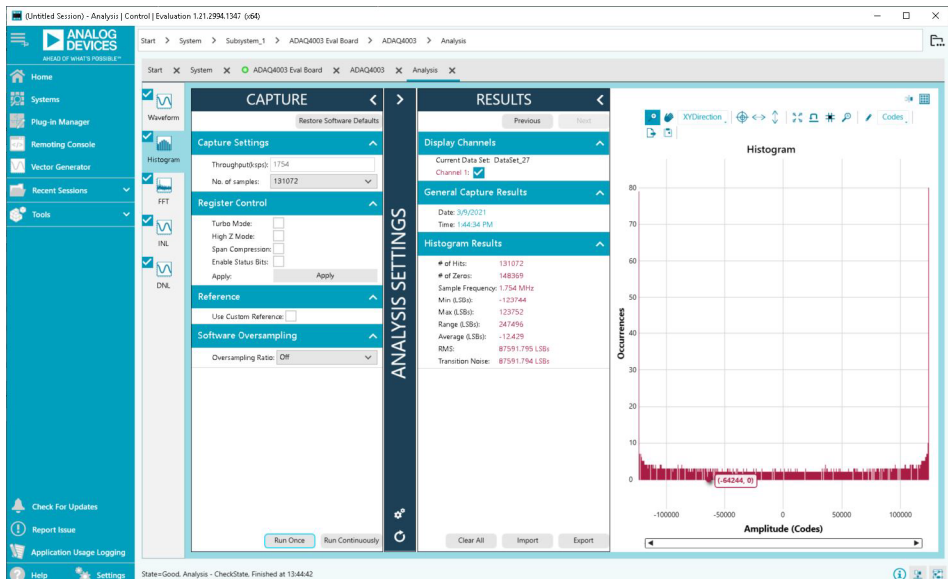 (Untitled Session) - Analysis | Control | Evaluation 1.21.2994.1347 (x64)
ANALOG
DEVICES
AHEAD OF WHAT'S POSSIBLE™
Start > System > Subsystem_1 > ADAQ4003 Eval Board > ADAQ4003 > Analysis
Start System ADAQ4003 Eval Board ADAQ4003 Analysis
Home
Systems
Plug-in Manager
Remoting Console
Vector Generator
Recent Sessions
Tools
Check For Updates
Report Issue
Application Usage Logging
Help Settings
Waveform
Histogram
FFT
INL
DNL
CAPTURE
Restore Software Defaults
Capture Settings
Throughput(ksps): 1754
No. of samples: 131072
Register Control
Turbo Mode:
High Z Mode:
Span Compression:
Enable Status Bits:
Apply: Apply
Reference
Use Custom Reference:
Software Oversampling
Oversampling Ratio: Off
Run Once Run Continuously
ANALYSIS SETTINGS
RESULTS
Previous Next
Display Channels
Current Data Set: DataSet_27
Channel 1:
General Capture Results
Date: 3/9/2021
Time: 1:44:34 PM
Histogram Results
# of Hits: 131072
# of Zeros: 148369
Sample Frequency: 1.754 MHz
Min (LSBs): -123744
Max (LSBs): 123752
Range (LSBs): 247496
Average (LSBs): -12.429
RMS: 87591.795 LSBs
Transition Noise: 87591.794 LSBs
Clear All Import Export
XYDirection Codes
Histogram
80
70
60
50
40
30
20
10
0
Occurrences
(-64244, 0)
-100000 -50000 0 50000 100000
Amplitude (Codes)
State=Good, Analysis - CheckState, Finished at 13:44:42